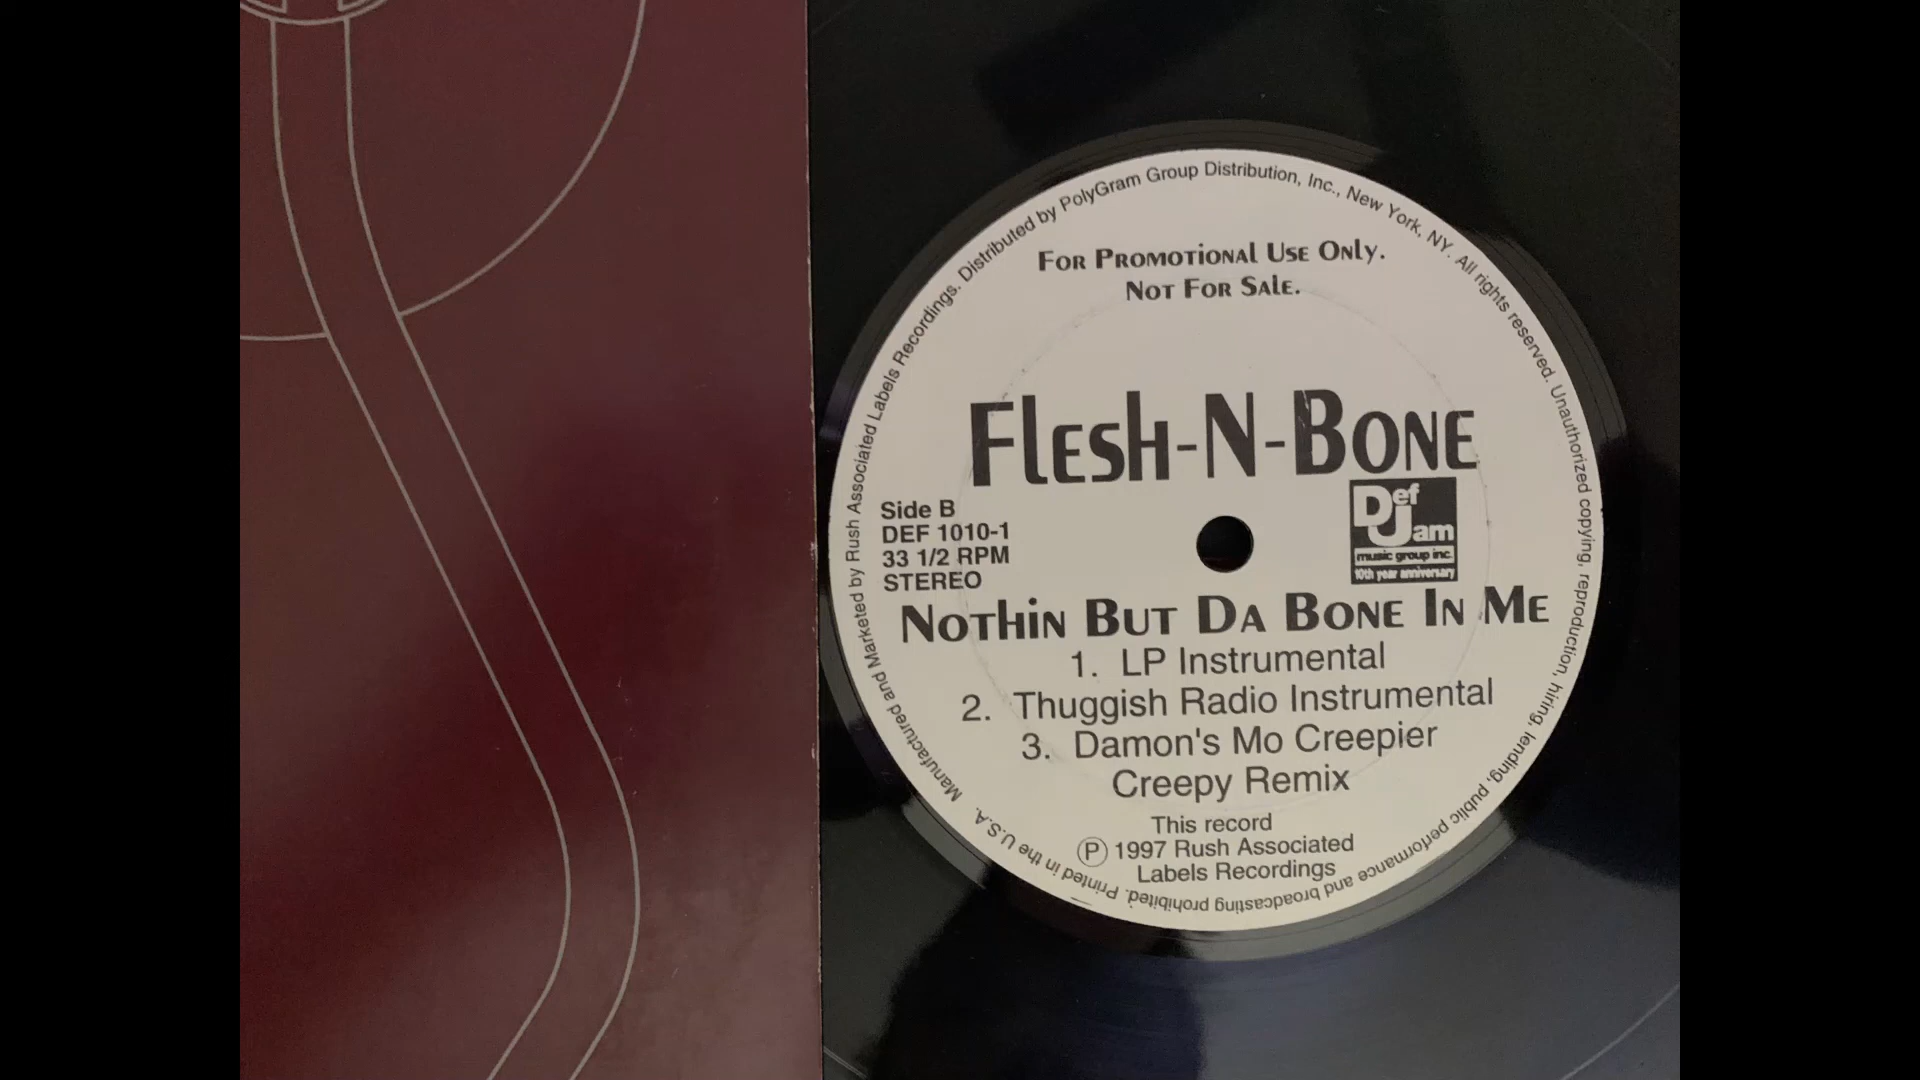 For Promotional Use Only.
Not For Sale.
Flesh-N-Bone
Side B
DEF 1010-1
33 1/2 RPM
STEREO
Def
Jam
music group inc.
10th year anniversary
Nothin But Da Bone In Me
1. LP Instrumental
2. Thuggish Radio Instrumental
3. Damon's Mo Creepier
Creepy Remix
This record
Ⓟ 1997 Rush Associated
Labels Recordings
Manufactured and Marketed by Rush Associated Labels Recordings. Distributed by PolyGram Group Distribution, Inc., New York, NY. All rights reserved. Unauthorized copying, reproduction, hiring, lending, public performance and broadcasting prohibited. Printed in the U.S.A.